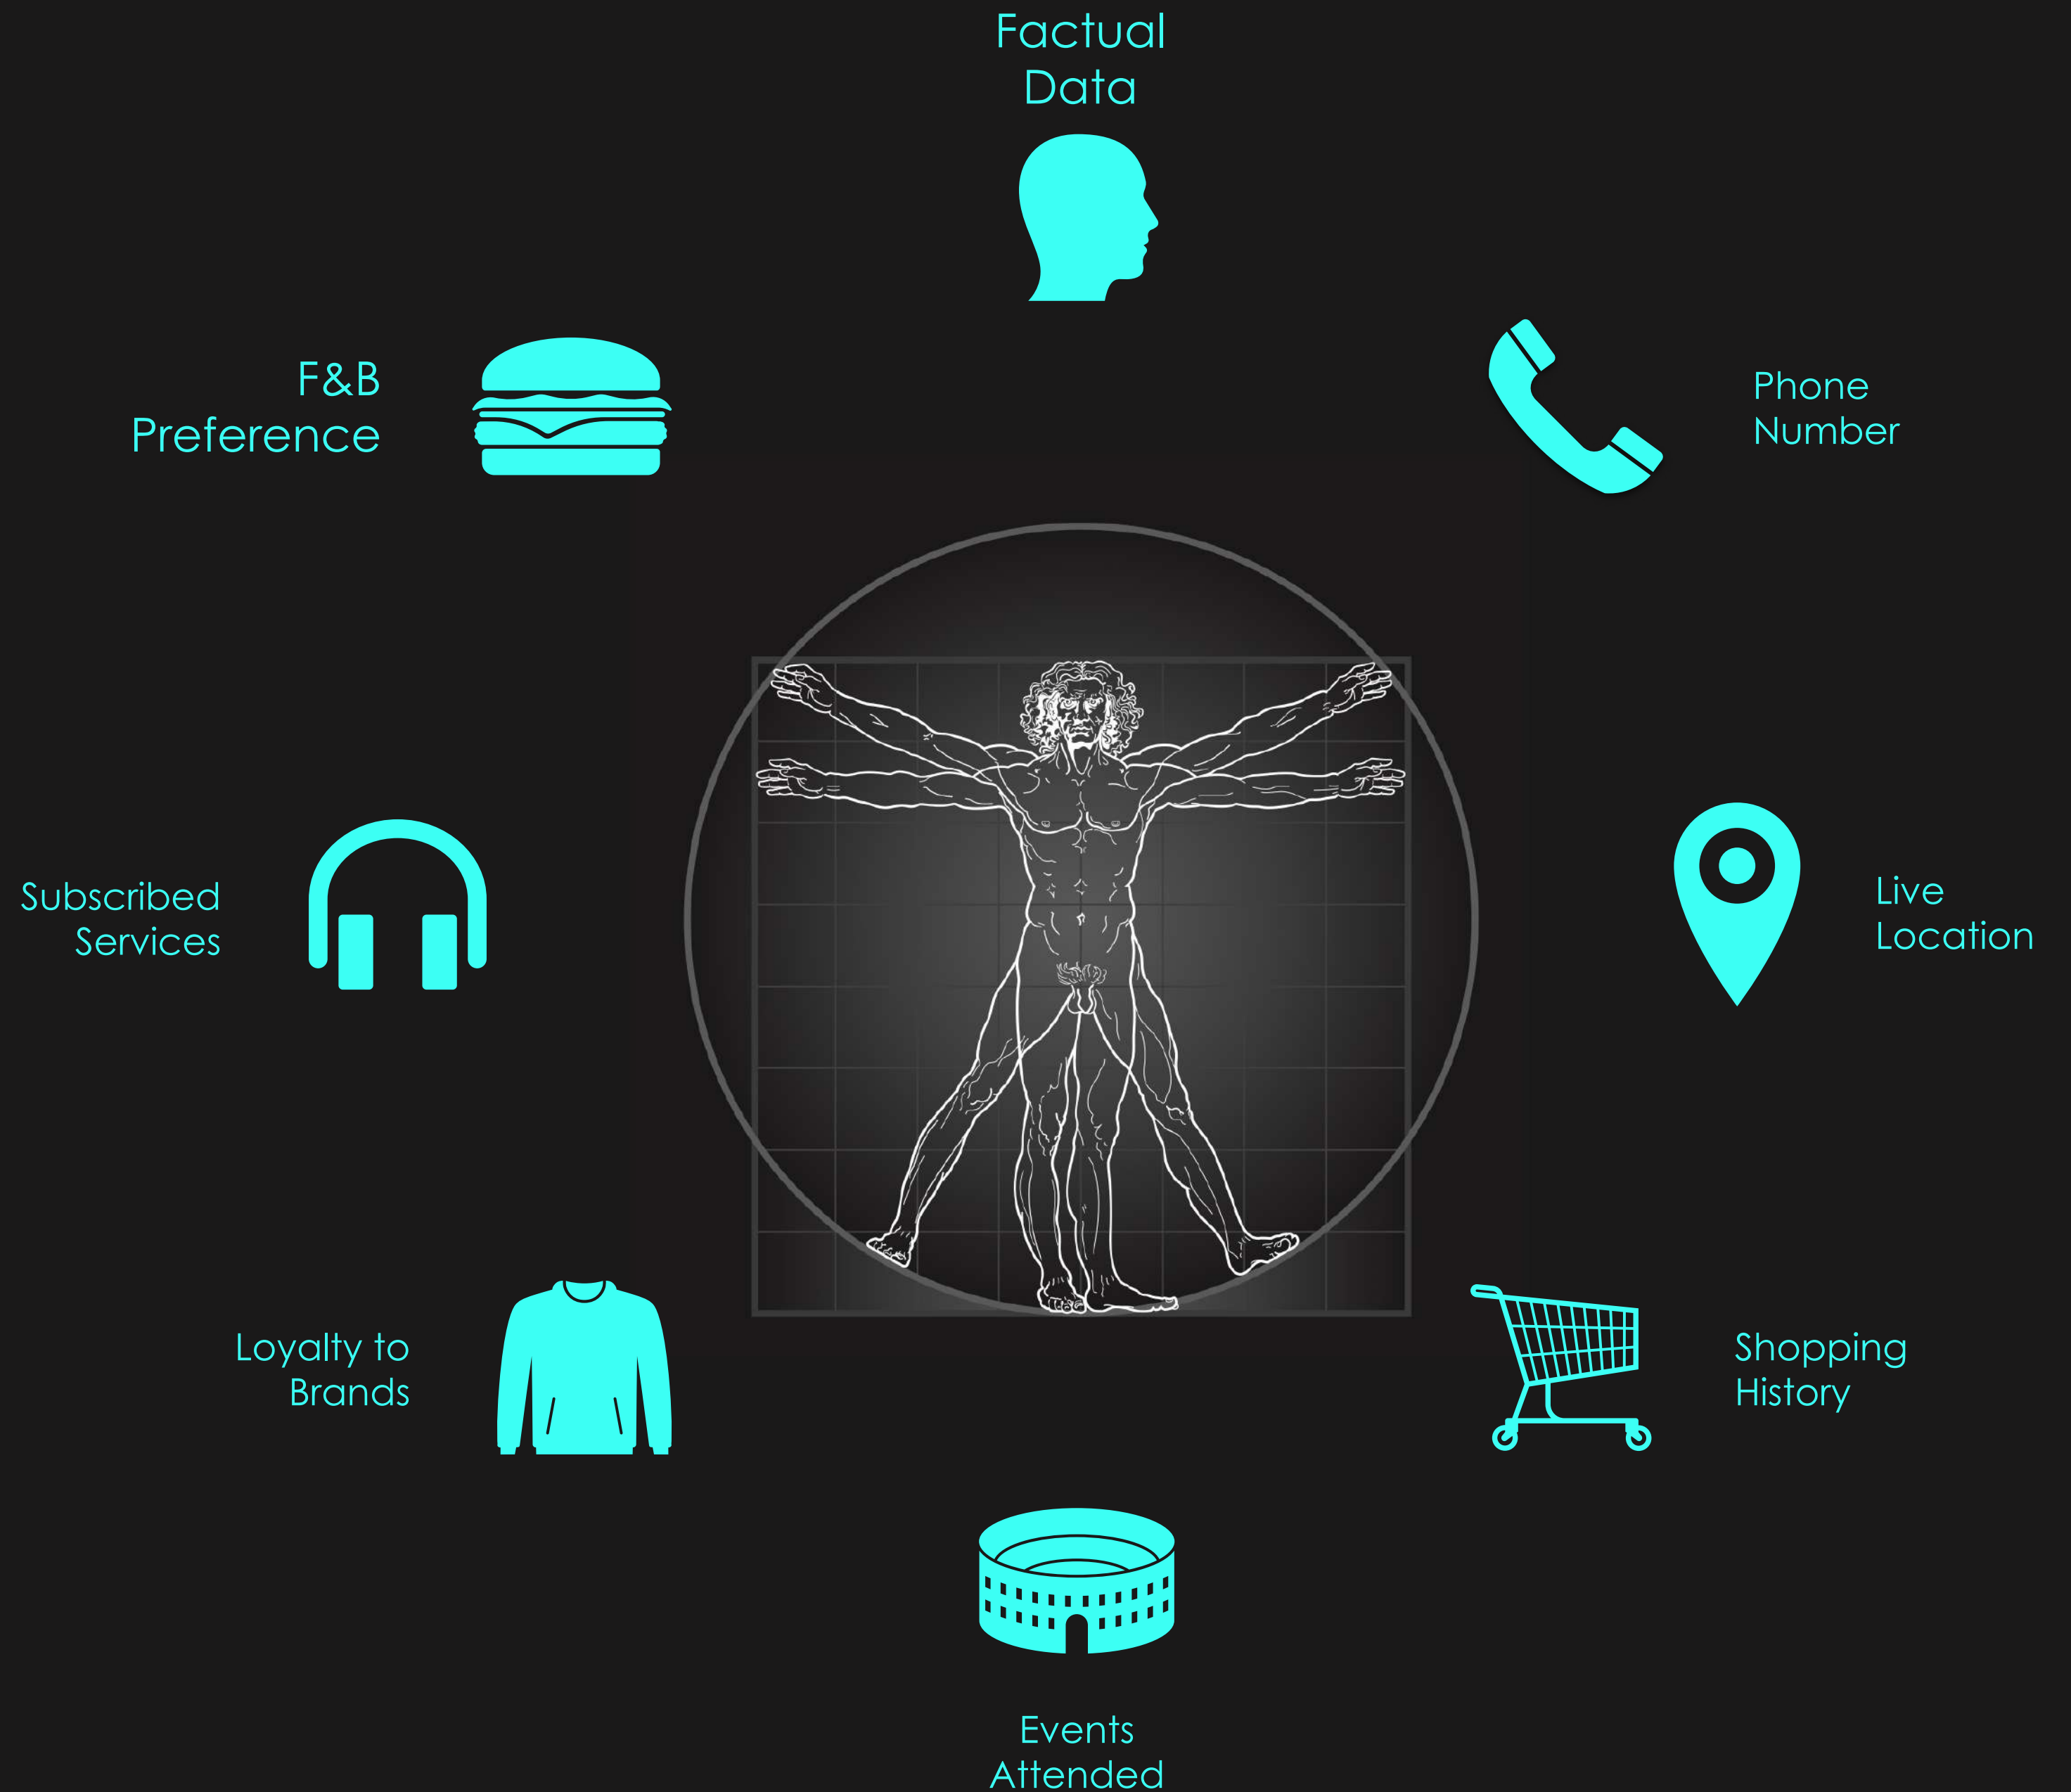 Factual
Data
F&B
Preference
Phone
Number
Subscribed
Services
Live
Location
Loyalty to
Brands
Shopping
History
Events
Attended